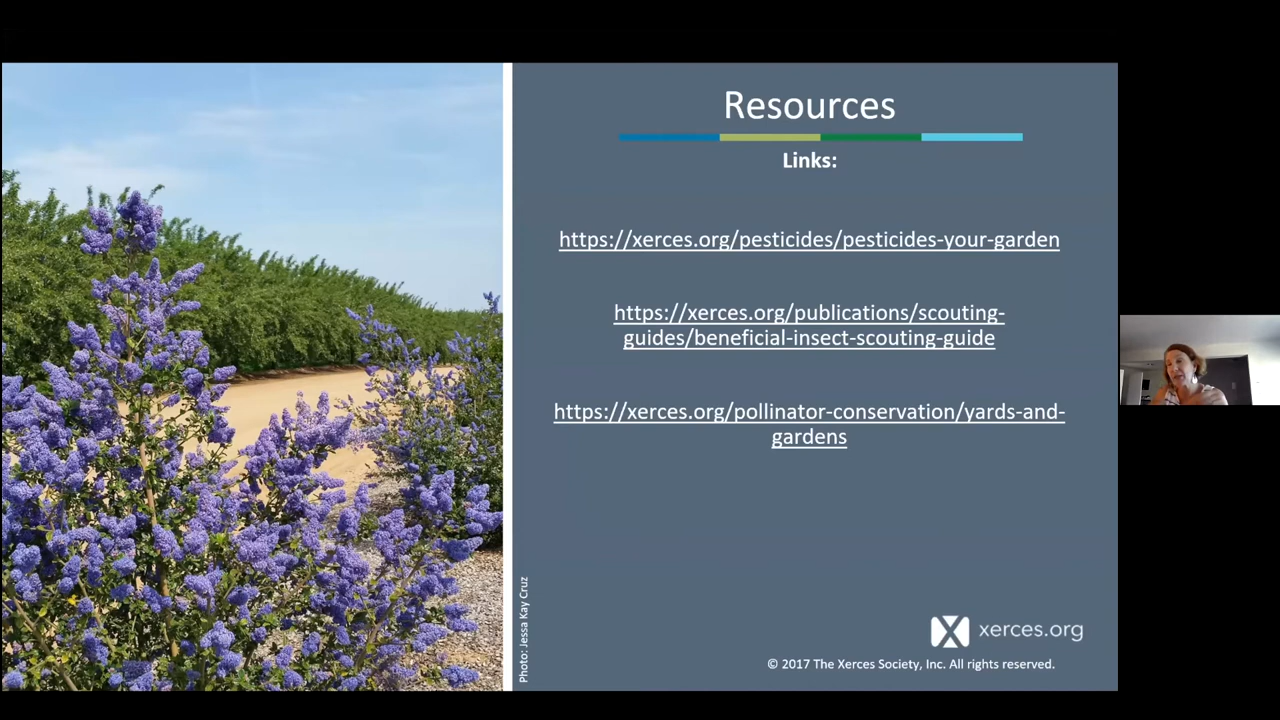 Resources
Links:
https://xerces.org/pesticides/pesticides-your-garden
https://xerces.org/publications/scouting-
guides/beneficial-insect-scouting-guide
https://xerces.org/pollinator-conservation/yards-and-
gardens
Photo: Jessa Kay Cruz
xerces.org
© 2017 The Xerces Society, Inc. All rights reserved.